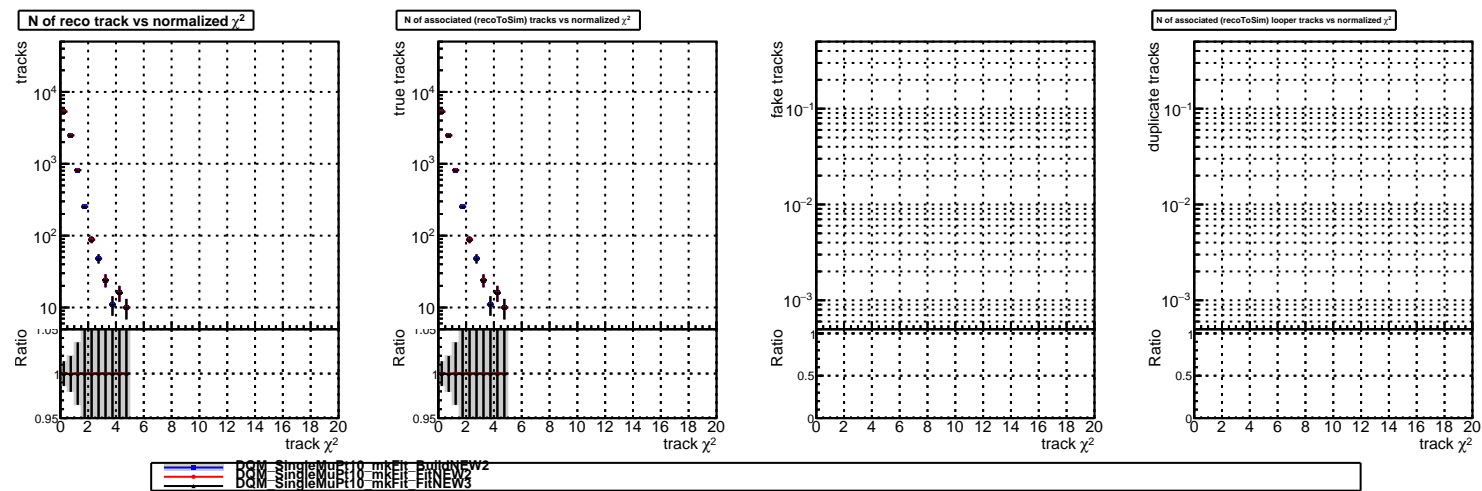 N of reco track vs normalized χ²
N of associated (recoToSim) tracks vs normalized χ²
N of associated (recoToSim) looper tracks vs normalized χ²
tracks
10⁴
10³
10²
10
Ratio
1.05
1
0.95
0 2 4 6 8 10 12 14 16 18 20
track χ²
true tracks
10⁴
10³
10²
10
Ratio
1.05
1
0.95
0 2 4 6 8 10 12 14 16 18 20
track χ²
fake tracks
10⁻¹
10⁻²
10⁻³
Ratio
1
0.5
0
0 2 4 6 8 10 12 14 16 18 20
track χ²
duplicate tracks
10⁻¹
10⁻²
10⁻³
Ratio
1
0.5
0
0 2 4 6 8 10 12 14 16 18 20
track χ²
DQM_SingleMuPt10_mkFit_BuildNEW2
DQM_SingleMuPt10_mkFit_FitNEW2
DQM_SingleMuPt10_mkFit_FitNEW3